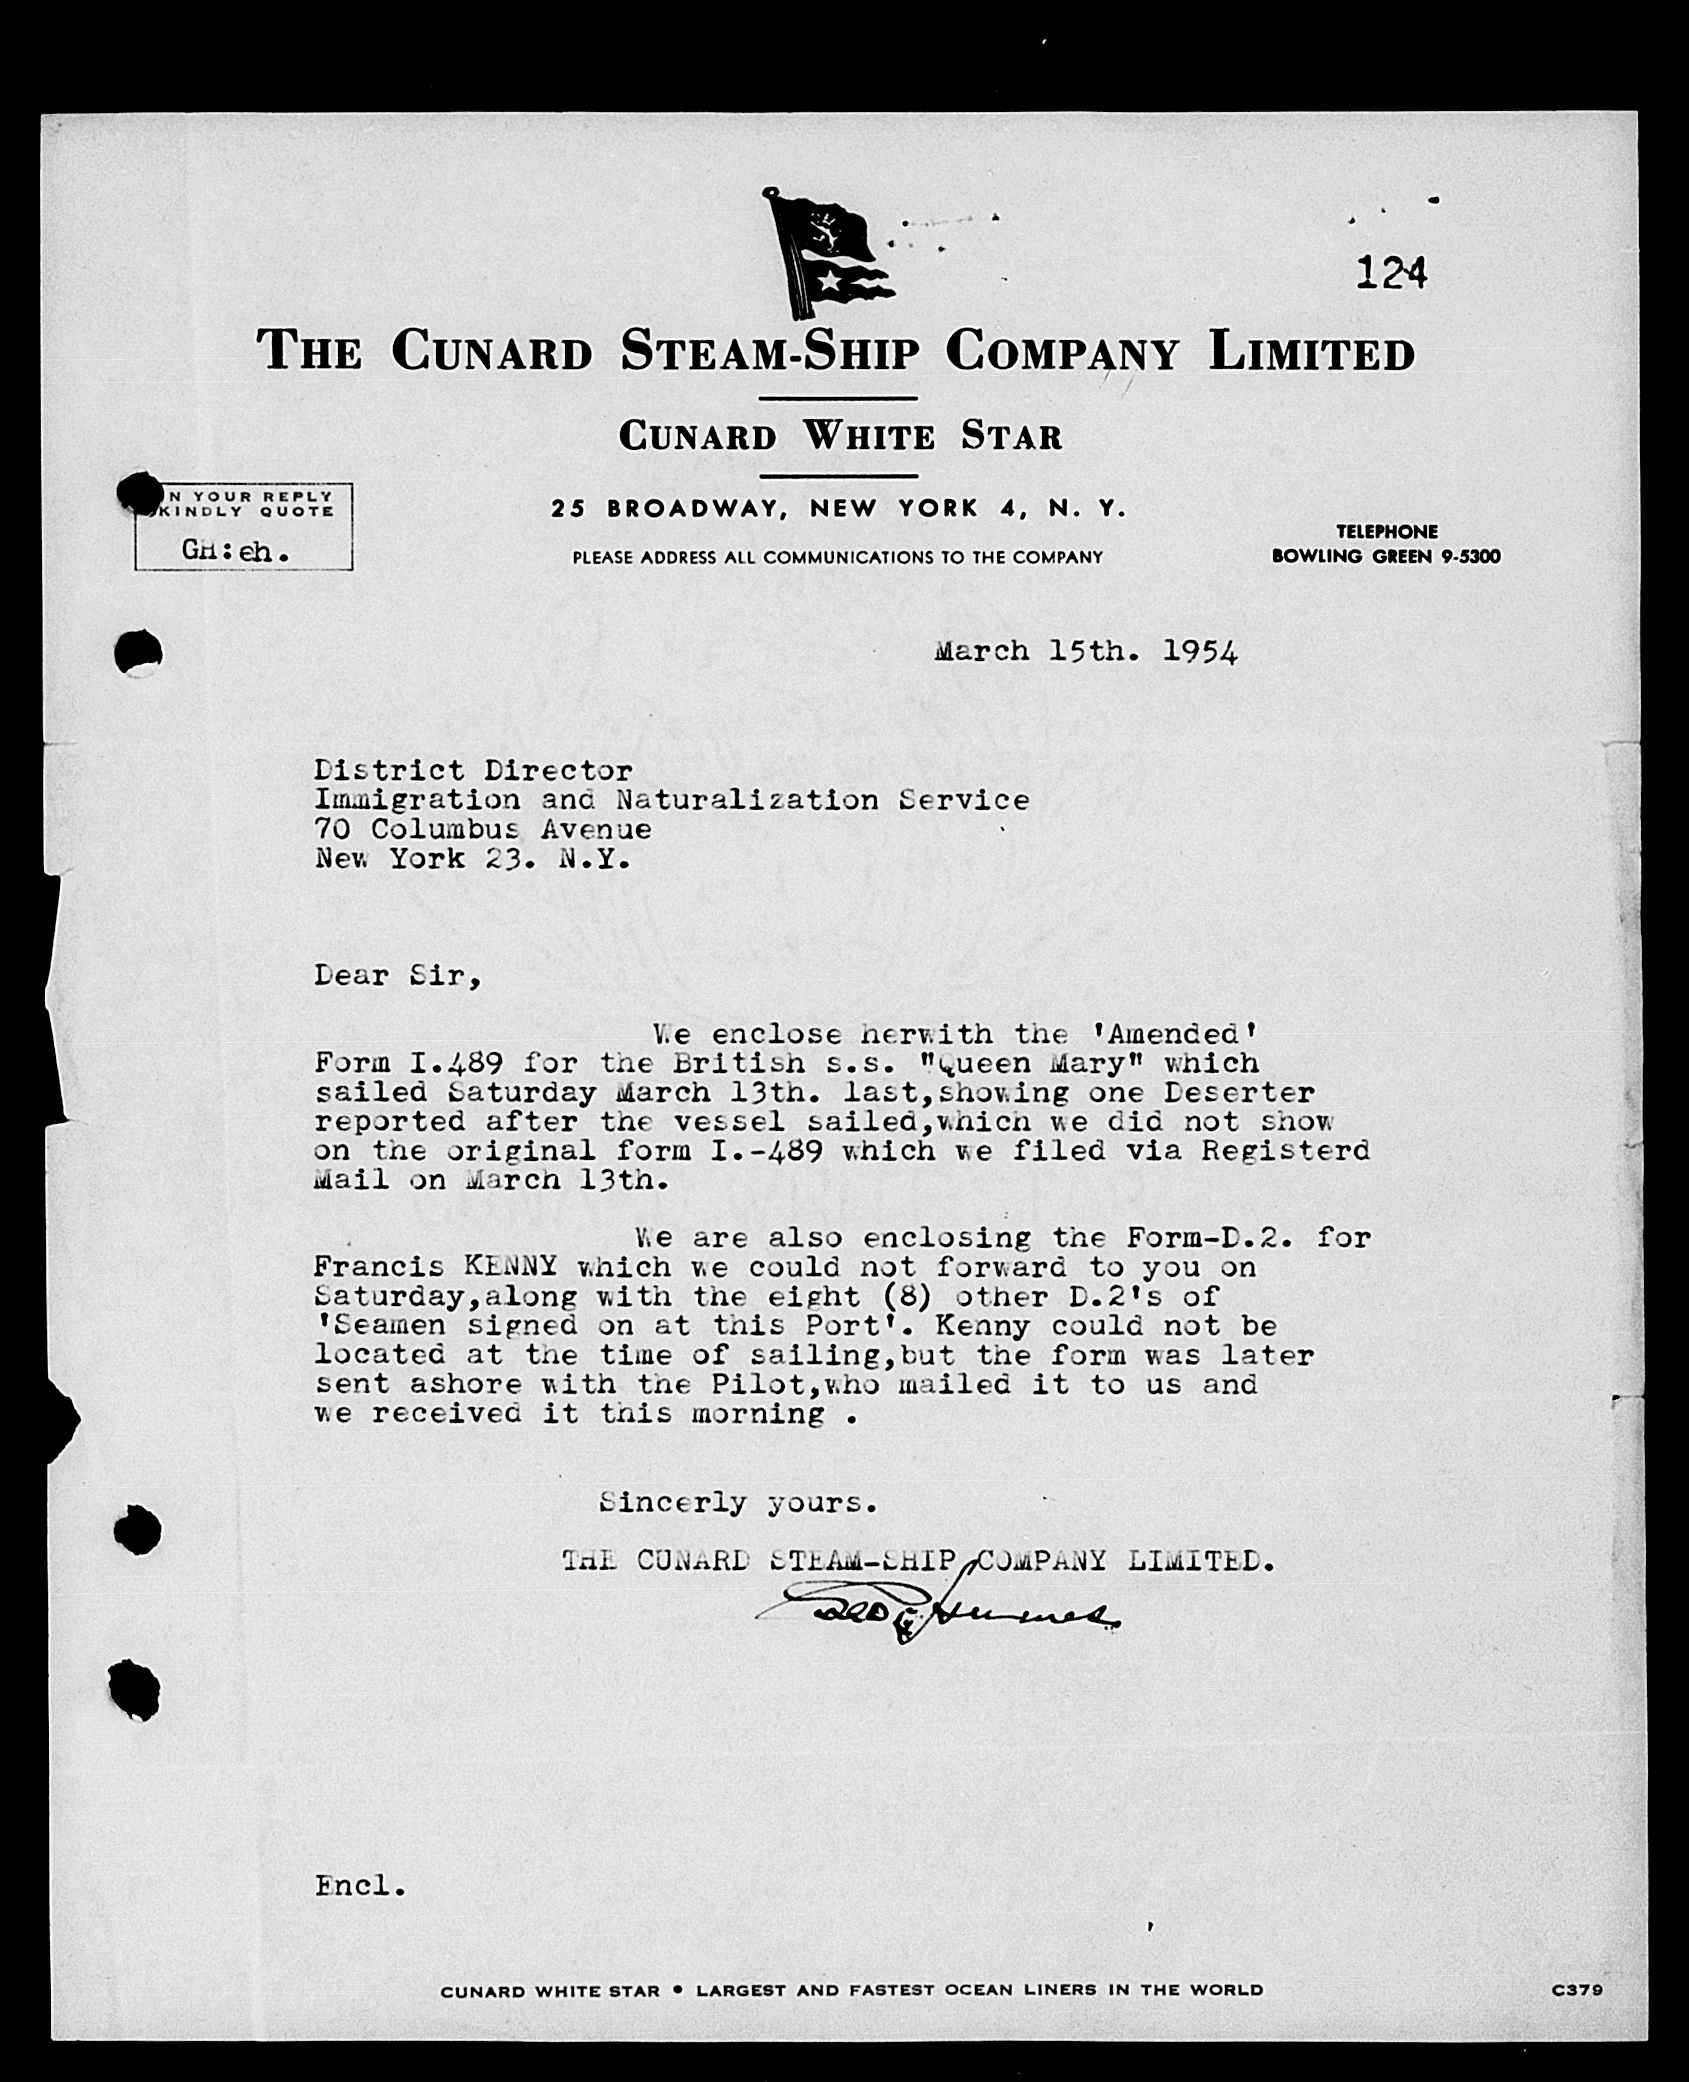 124
THE CUNARD STEAM-SHIP COMPANY LIMITED
CUNARD WHITE STAR
N YOUR REPLY
KINDLY QUOTE
GH:eh.
25 BROADWAY, NEW YORK 4, N. Y.
PLEASE ADDRESS ALL COMMUNICATIONS TO THE COMPANY
TELEPHONE
BOWLING GREEN 9-5300
March 15th. 1954
District Director
Immigration and Naturalization Service
70 Columbus Avenue
New York 23. N.Y.
Dear Sir,
We enclose herwith the 'Amended'
Form I.489 for the British s.s. "Queen Mary" which
sailed Saturday March 13th. last,showing one Deserter
reported after the vessel sailed,which we did not show
on the original form I.-489 which we filed via Registerd
Mail on March 13th.
We are also enclosing the Form-D.2. for
Francis KENNY which we could not forward to you on
Saturday,along with the eight (8) other D.2's of
'Seamen signed on at this Port'. Kenny could not be
located at the time of sailing,but the form was later
sent ashore with the Pilot,who mailed it to us and
we received it this morning .
Sincerly yours.
THE CUNARD STEAM-SHIP COMPANY LIMITED.
Encl.
CUNARD WHITE STAR • LARGEST AND FASTEST OCEAN LINERS IN THE WORLD
C379